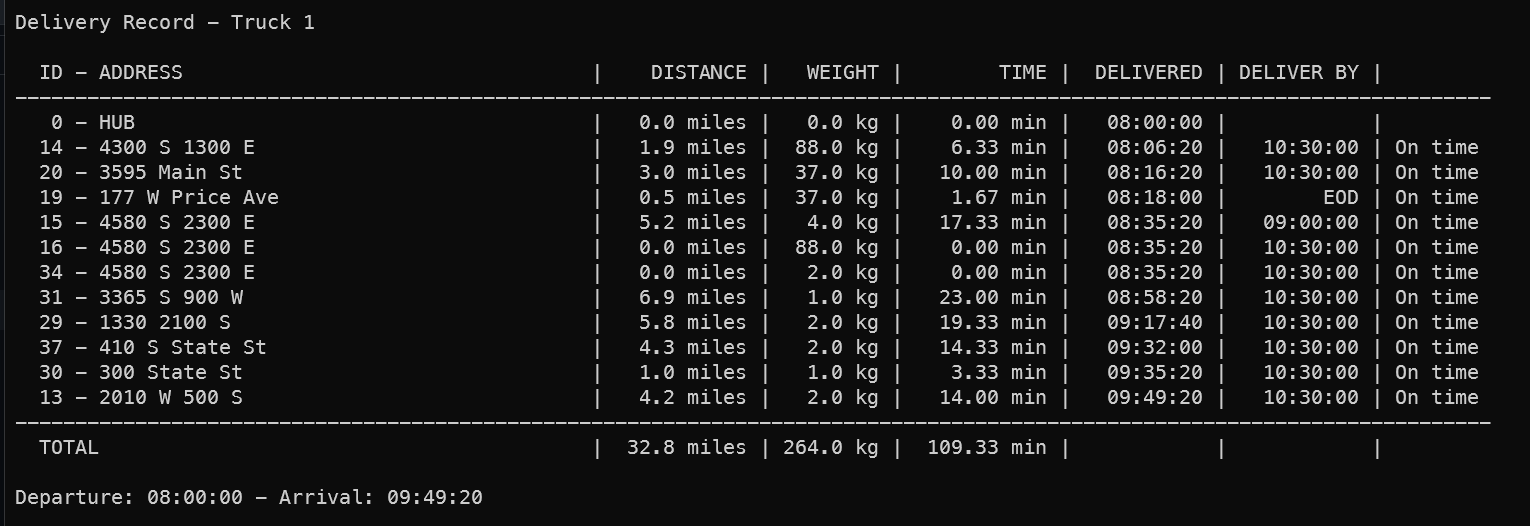 Delivery Record – Truck 1
ID – ADDRESS | DISTANCE | WEIGHT | TIME | DELIVERED | DELIVER BY |
0 – HUB | 0.0 miles | 0.0 kg | 0.00 min | 08:00:00 | |
14 – 4300 S 1300 E | 1.9 miles | 88.0 kg | 6.33 min | 08:06:20 | 10:30:00 | On time
20 – 3595 Main St | 3.0 miles | 37.0 kg | 10.00 min | 08:16:20 | 10:30:00 | On time
19 – 177 W Price Ave | 0.5 miles | 37.0 kg | 1.67 min | 08:18:00 | EOD | On time
15 – 4580 S 2300 E | 5.2 miles | 4.0 kg | 17.33 min | 08:35:20 | 09:00:00 | On time
16 – 4580 S 2300 E | 0.0 miles | 88.0 kg | 0.00 min | 08:35:20 | 10:30:00 | On time
34 – 4580 S 2300 E | 0.0 miles | 2.0 kg | 0.00 min | 08:35:20 | 10:30:00 | On time
31 – 3365 S 900 W | 6.9 miles | 1.0 kg | 23.00 min | 08:58:20 | 10:30:00 | On time
29 – 1330 2100 S | 5.8 miles | 2.0 kg | 19.33 min | 09:17:40 | 10:30:00 | On time
37 – 410 S State St | 4.3 miles | 2.0 kg | 14.33 min | 09:32:00 | 10:30:00 | On time
30 – 300 State St | 1.0 miles | 1.0 kg | 3.33 min | 09:35:20 | 10:30:00 | On time
13 – 2010 W 500 S | 4.2 miles | 2.0 kg | 14.00 min | 09:49:20 | 10:30:00 | On time
TOTAL | 32.8 miles | 264.0 kg | 109.33 min | | |
Departure: 08:00:00 – Arrival: 09:49:20